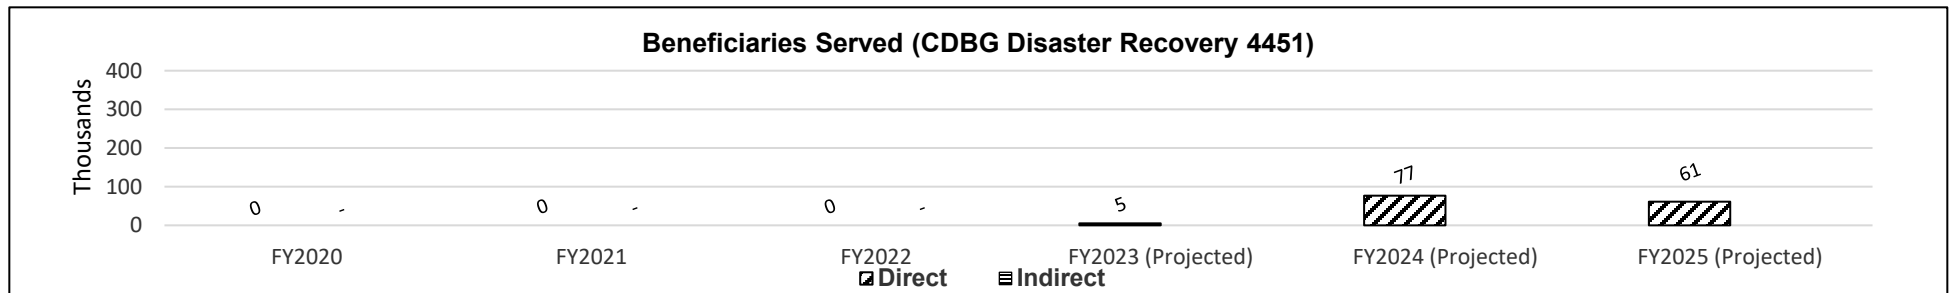 Beneficiaries Served (CDBG Disaster Recovery 4451)
Thousands
400
300
200
100
0
0 - 0 - 0 - 5 77 61
FY2020 FY2021 FY2022 FY2023 (Projected) FY2024 (Projected) FY2025 (Projected)
Direct Indirect